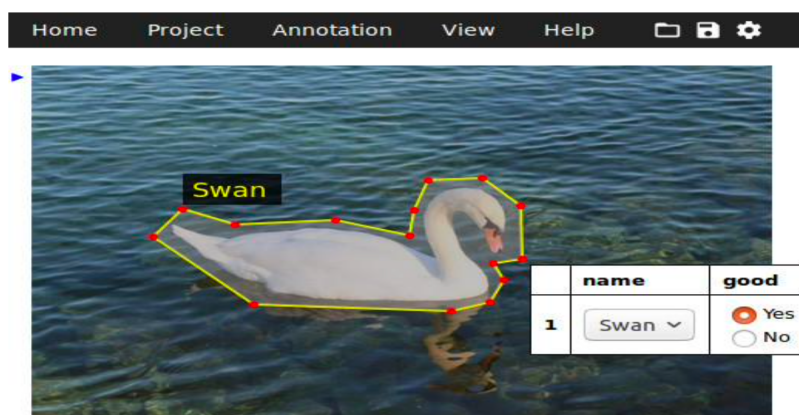 Home Project Annotation View Help
Swan
name good
1 Swan Yes
No